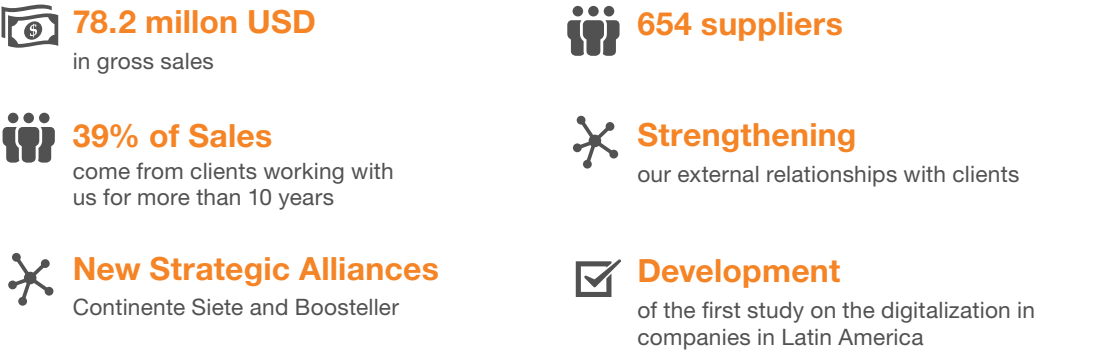 78.2 millon USD
in gross sales
654 suppliers
39% of Sales
come from clients working with
us for more than 10 years
Strengthening
our external relationships with clients
New Strategic Alliances
Continente Siete and Boosteller
Development
of the first study on the digitalization in
companies in Latin America